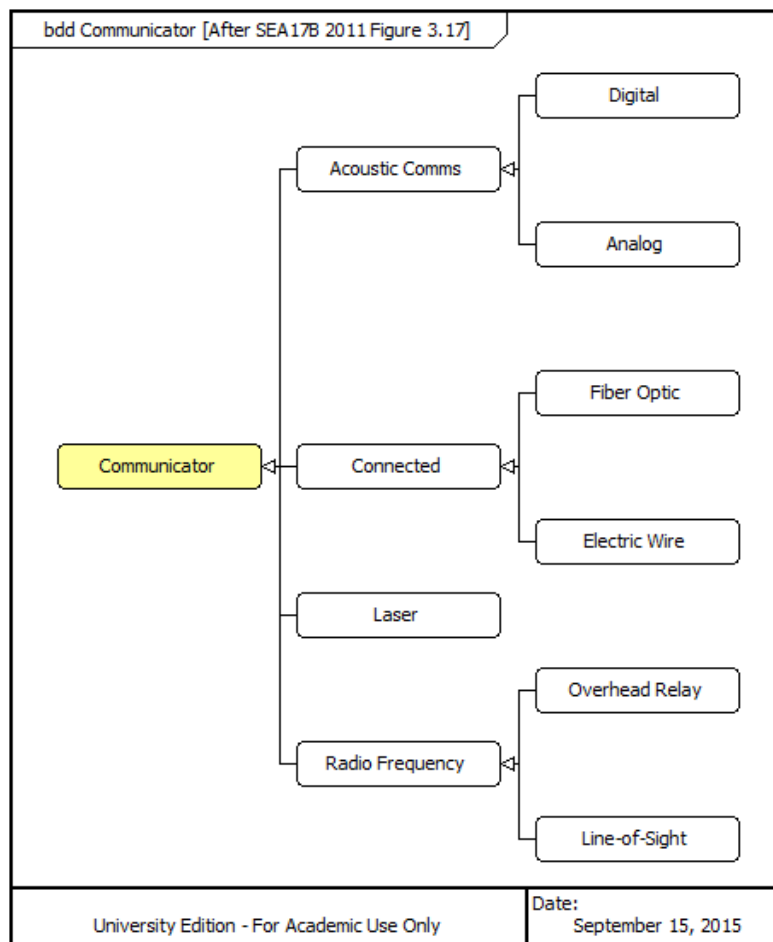 bdd Communicator [After SEA17B 2011 Figure 3.17]
Digital
Acoustic Comms
Analog
Fiber Optic
Communicator
Connected
Electric Wire
Laser
Overhead Relay
Radio Frequency
Line-of-Sight
University Edition - For Academic Use Only
Date:
September 15, 2015